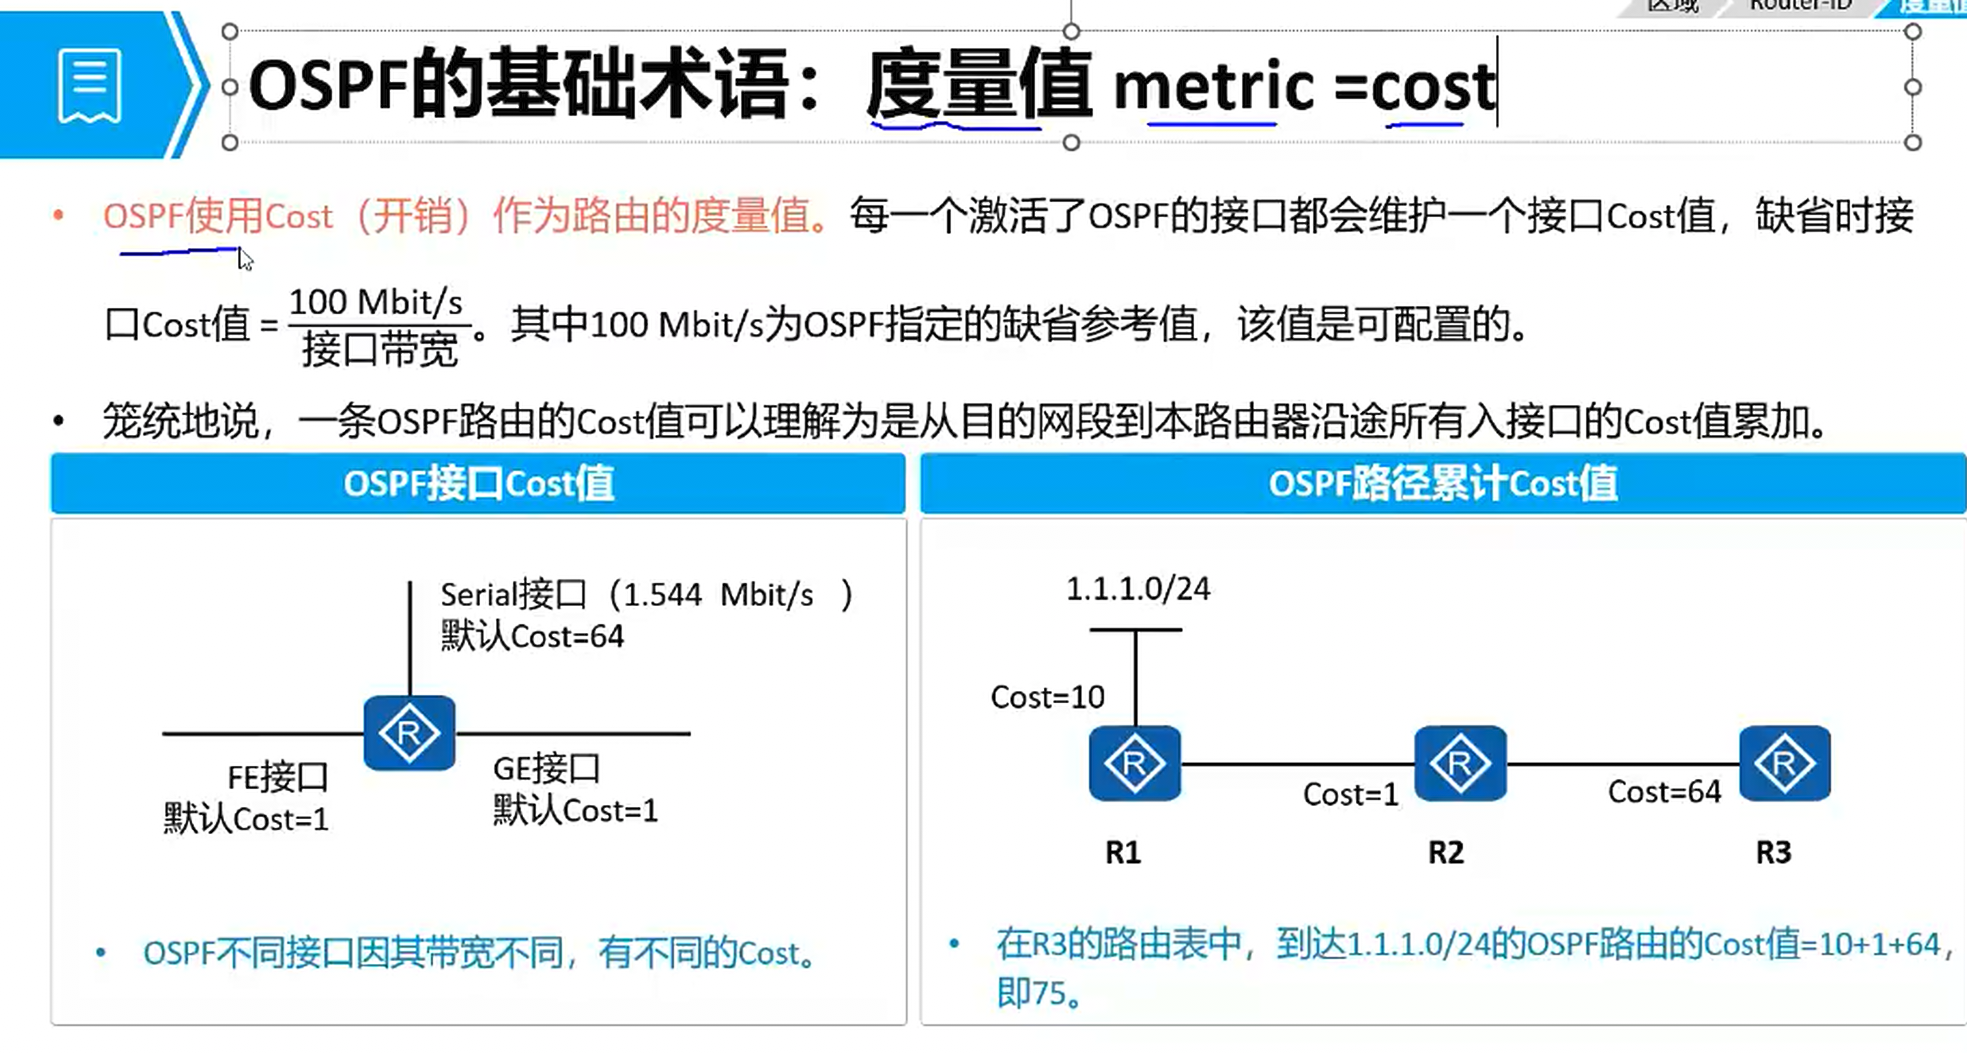 区域 Router-ID 度量值
OSPF的基础术语：度量值 metric =cost
• OSPF使用Cost（开销）作为路由的度量值。每一个激活了OSPF的接口都会维护一个接口Cost值，缺省时接
口Cost值 = 100 Mbit/s / 接口带宽 。其中100 Mbit/s为OSPF指定的缺省参考值，该值是可配置的。
• 笼统地说，一条OSPF路由的Cost值可以理解为是从目的网段到本路由器沿途所有入接口的Cost值累加。
OSPF接口Cost值
Serial接口（1.544 Mbit/s ）
默认Cost=64
R
FE接口
默认Cost=1
GE接口
默认Cost=1
• OSPF不同接口因其带宽不同，有不同的Cost。
OSPF路径累计Cost值
1.1.1.0/24
Cost=10
R R R
Cost=1 Cost=64
R1 R2 R3
• 在R3的路由表中，到达1.1.1.0/24的OSPF路由的Cost值=10+1+64，
即75。